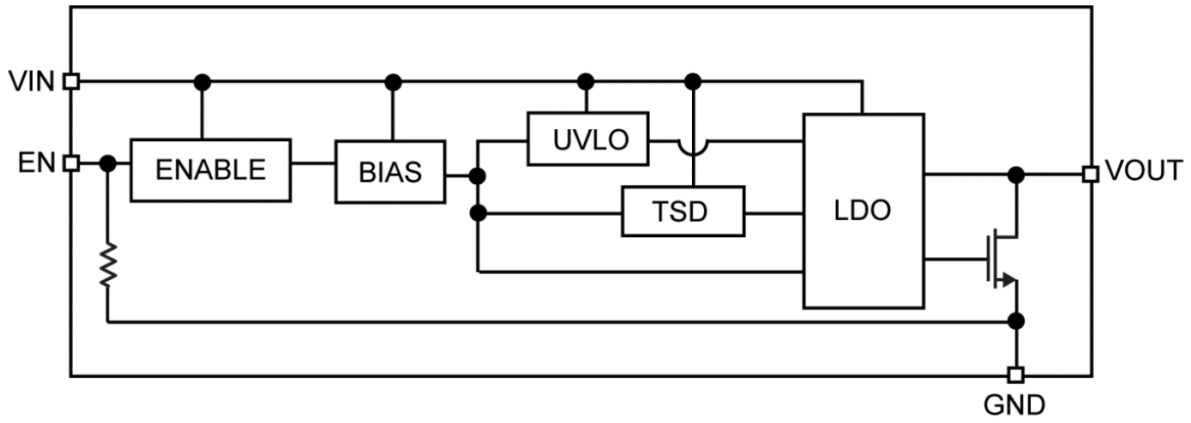 VIN
EN
ENABLE
BIAS
UVLO
TSD
LDO
VOUT
GND